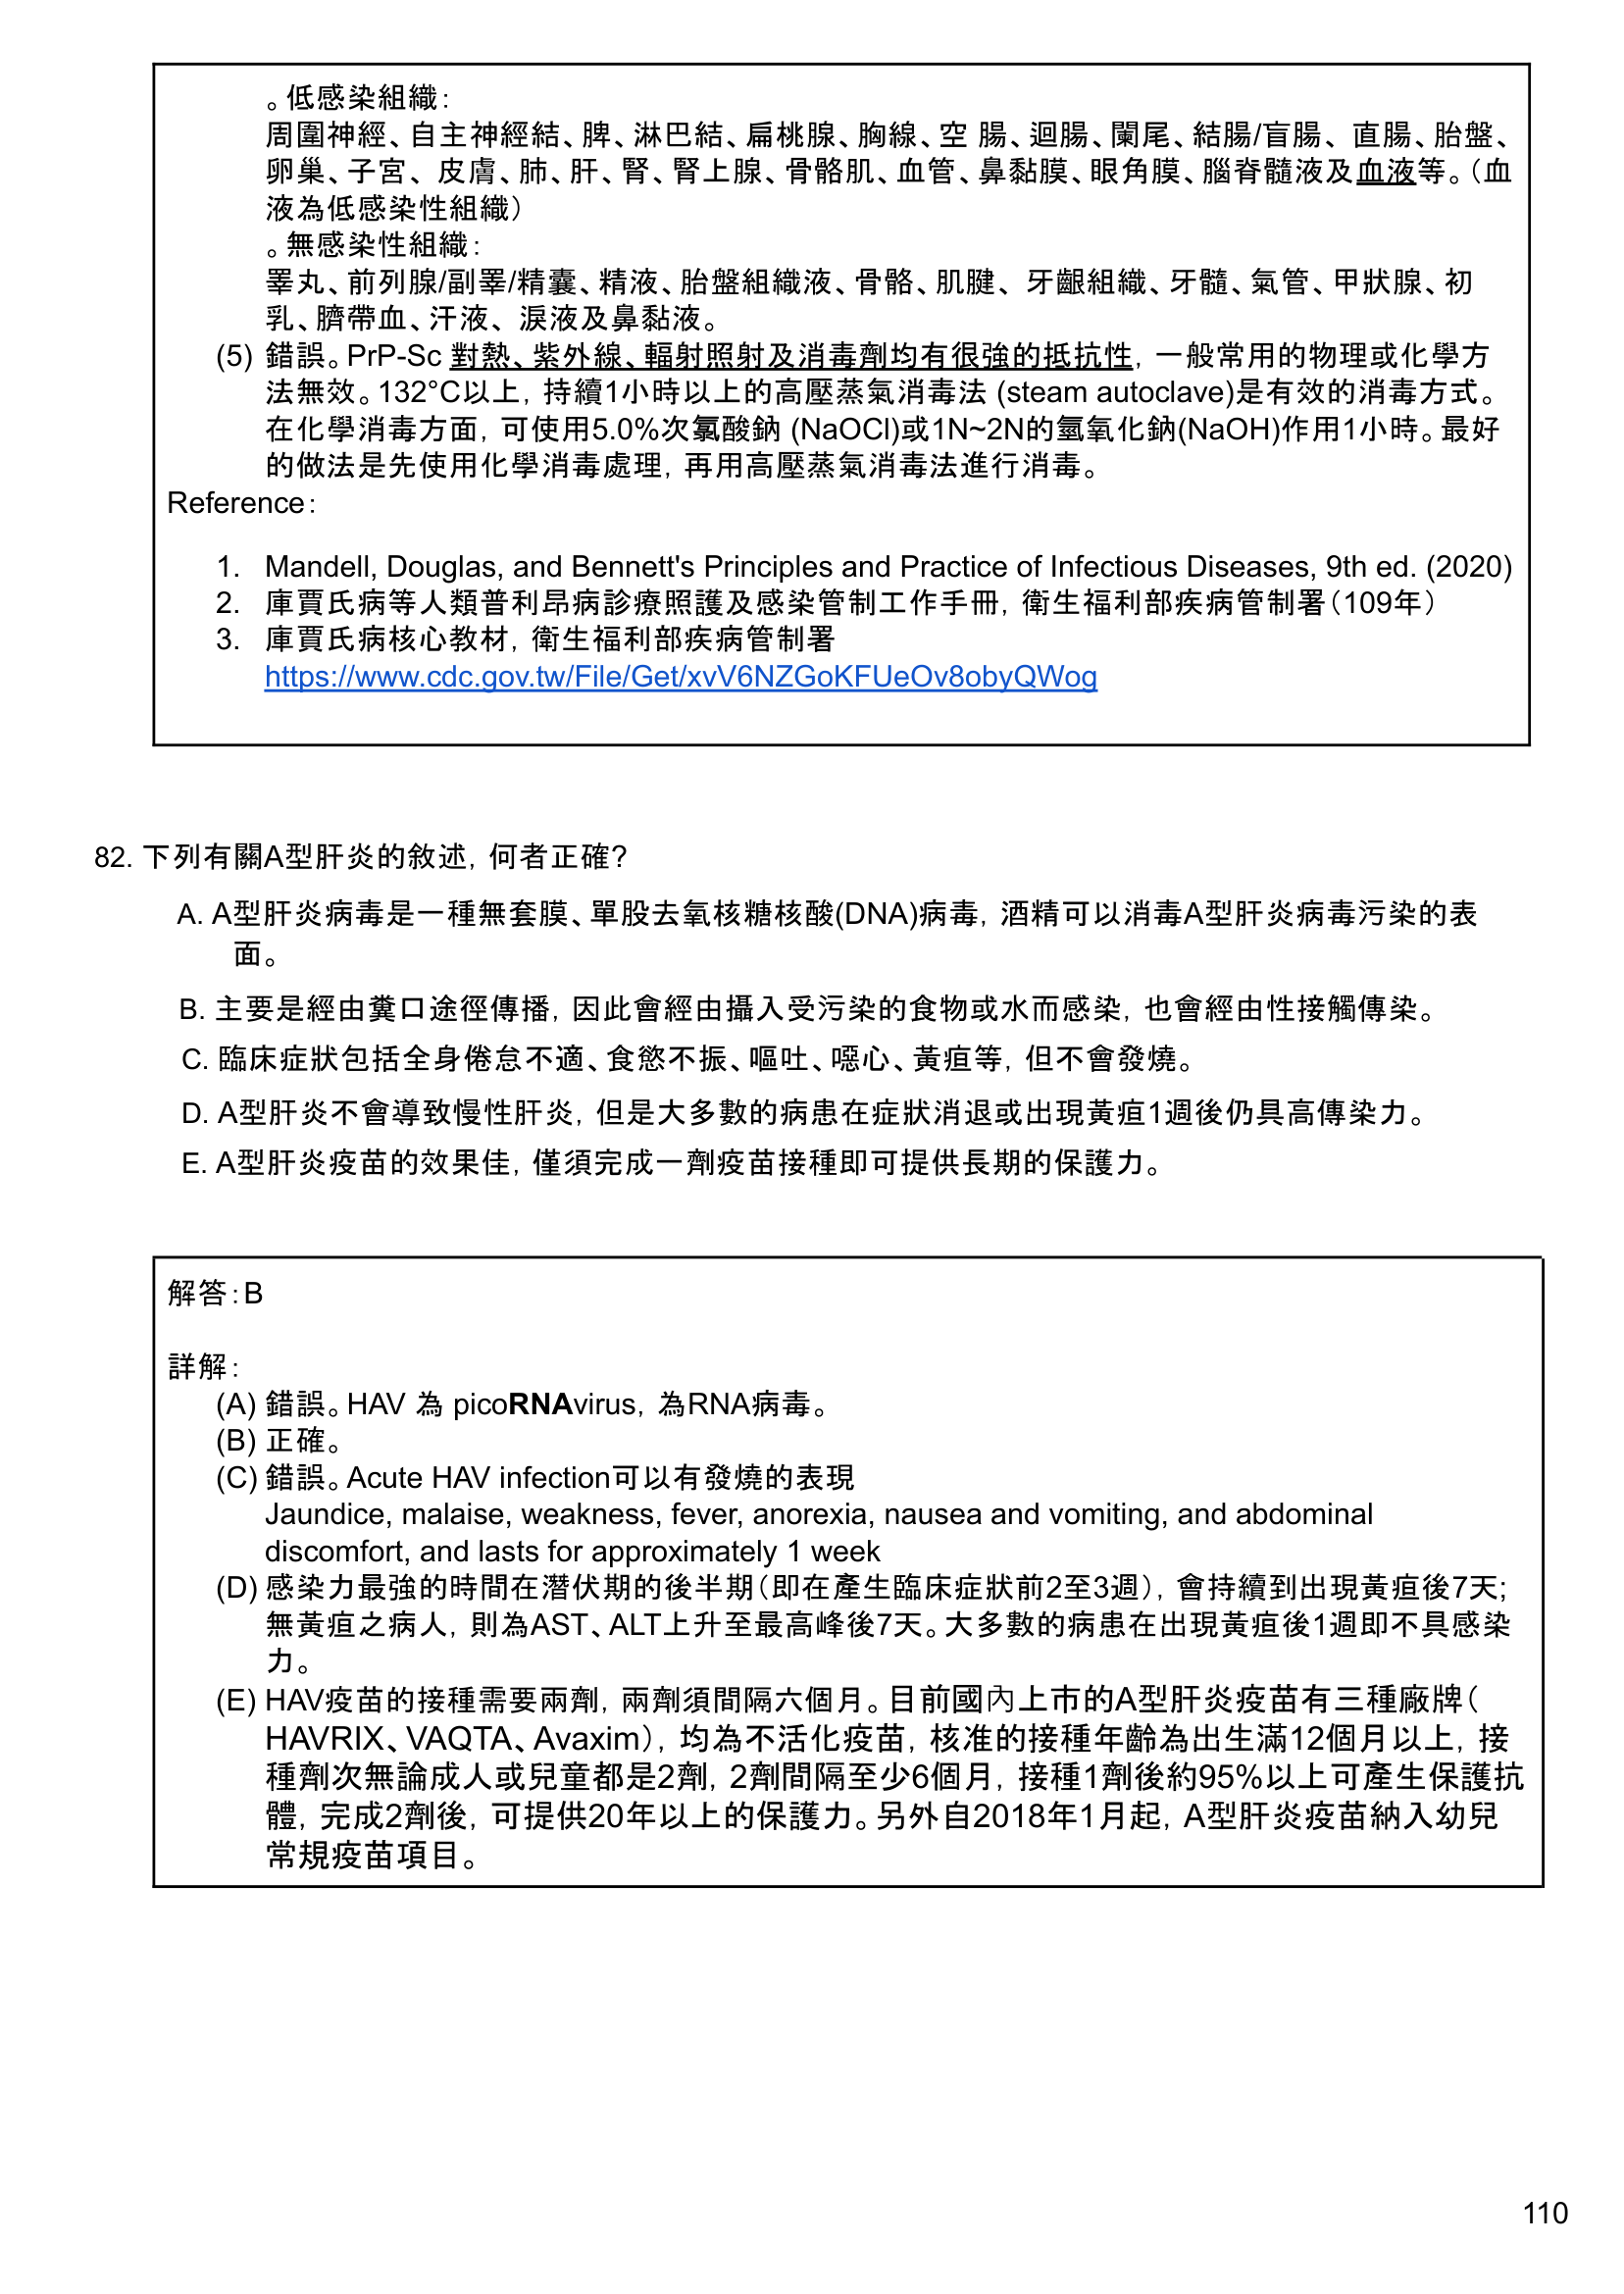 。低感染組織：
周圍神經、自主神經結、脾、淋巴結、扁桃腺、胸線、空 腸、迴腸、闌尾、結腸/盲腸、 直腸、胎盤、
卵巢、子宮、 皮膚、肺、肝、腎、腎上腺、骨骼肌、血管、鼻黏膜、眼角膜、腦脊髓液及血液等。（血
液為低感染性組織）
。無感染性組織：
睪丸、前列腺/副睪/精囊、精液、胎盤組織液、骨骼、肌腱、 牙齦組織、牙髓、氣管、甲狀腺、初
乳、臍帶血、汗液、 淚液及鼻黏液。
(5) 錯誤。PrP-Sc 對熱、紫外線、輻射照射及消毒劑均有很強的抵抗性，一般常用的物理或化學方
法無效。132°C以上，持續1小時以上的高壓蒸氣消毒法 (steam autoclave)是有效的消毒方式。
在化學消毒方面，可使用5.0%次氯酸鈉 (NaOCl)或1N~2N的氫氧化鈉(NaOH)作用1小時。最好
的做法是先使用化學消毒處理，再用高壓蒸氣消毒法進行消毒。
Reference：
1. Mandell, Douglas, and Bennett's Principles and Practice of Infectious Diseases, 9th ed. (2020)
2. 庫賈氏病等人類普利昂病診療照護及感染管制工作手冊，衛生福利部疾病管制署（109年）
3. 庫賈氏病核心教材，衛生福利部疾病管制署
https://www.cdc.gov.tw/File/Get/xvV6NZGoKFUeOv8obyQWog
82. 下列有關A型肝炎的敘述，何者正確？
A. A型肝炎病毒是一種無套膜、單股去氧核糖核酸(DNA)病毒，酒精可以消毒A型肝炎病毒污染的表
面。
B. 主要是經由糞口途徑傳播，因此會經由攝入受污染的食物或水而感染，也會經由性接觸傳染。
C. 臨床症狀包括全身倦怠不適、食慾不振、嘔吐、噁心、黃疸等，但不會發燒。
D. A型肝炎不會導致慢性肝炎，但是大多數的病患在症狀消退或出現黃疸1週後仍具高傳染力。
E. A型肝炎疫苗的效果佳，僅須完成一劑疫苗接種即可提供長期的保護力。
解答：B
詳解：
(A) 錯誤。HAV 為 picoRNAvirus，為RNA病毒。
(B) 正確。
(C) 錯誤。Acute HAV infection可以有發燒的表現
Jaundice, malaise, weakness, fever, anorexia, nausea and vomiting, and abdominal
discomfort, and lasts for approximately 1 week
(D) 感染力最強的時間在潛伏期的後半期（即在產生臨床症狀前2至3週），會持續到出現黃疸後7天；
無黃疸之病人，則為AST、ALT上升至最高峰後7天。大多數的病患在出現黃疸後1週即不具感染
力。
(E) HAV疫苗的接種需要兩劑，兩劑須間隔六個月。目前國內上市的A型肝炎疫苗有三種廠牌（
HAVRIX、VAQTA、Avaxim），均為不活化疫苗，核准的接種年齡為出生滿12個月以上，接
種劑次無論成人或兒童都是2劑，2劑間隔至少6個月，接種1劑後約95%以上可產生保護抗
體，完成2劑後，可提供20年以上的保護力。另外自2018年1月起，A型肝炎疫苗納入幼兒
常規疫苗項目。
110